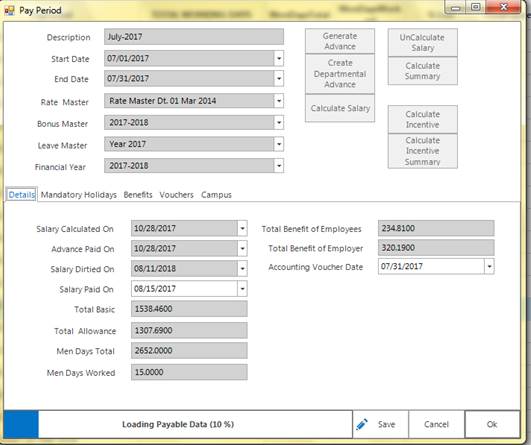 Pay Period
Description July-2017
Start Date 07/01/2017
End Date 07/31/2017
Rate Master Rate Master Dt. 01 Mar 2014
Bonus Master 2017-2018
Leave Master Year 2017
Financial Year 2017-2018
Generate
Advance
Create
Departmental
Advance
Calculate Salary
UnCalculate
Salary
Calculate
Summary
Calculate
Incentive
Calculate
Incentive
Summary
Details Mandatory Holidays Benefits Vouchers Campus
Salary Calculated On 10/28/2017
Advance Paid On 10/28/2017
Salary Dirtied On 08/11/2018
Salary Paid On 08/15/2017
Total Basic 1538.4600
Total Allowance 1307.6900
Men Days Total 2652.0000
Men Days Worked 15.0000
Total Benefit of Employees 234.8100
Total Benefit of Employer 320.1900
Accounting Voucher Date 07/31/2017
Loading Payable Data (10 %)
Save Cancel Ok